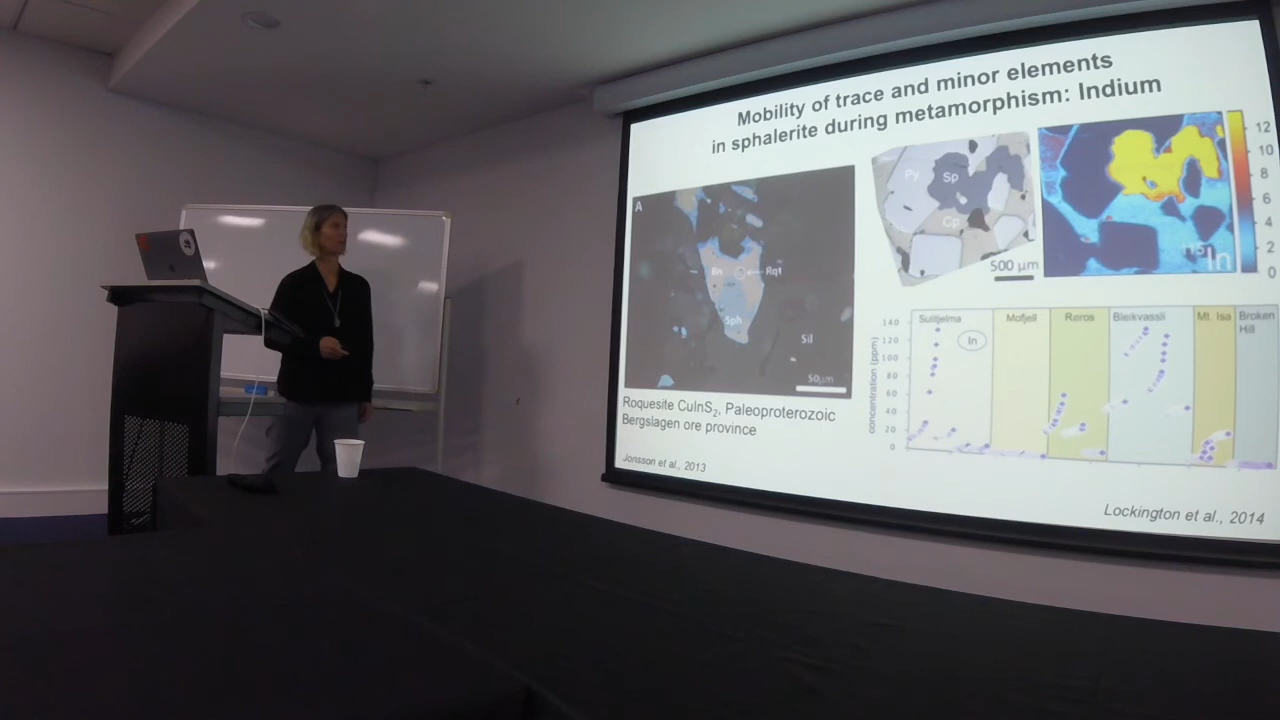 Mobility of trace and minor elements
in sphalerite during metamorphism: Indium
A
Bn
Rqt
Sph
Sil
50µm
Roquesite CuInS₂, Paleoproterozoic
Bergslagen ore province
Jonsson et al., 2013
Py
Sp
Cp
500 µm
¹¹⁵In
12
10
8
6
4
2
0
concentration (ppm)
140
120
100
80
60
40
20
0
Sulitjelma
In
Mofjell
Røros
Bleikvassli
Mt. Isa
Broken
Hill
Lockington et al., 2014